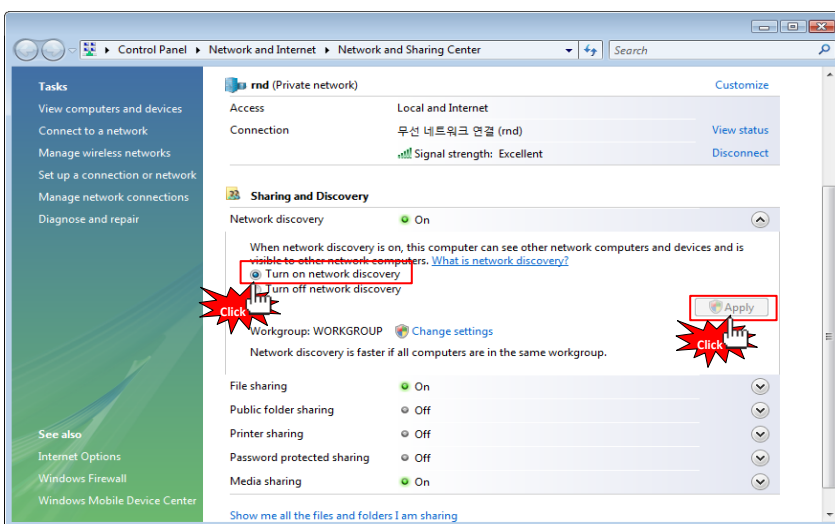 Control Panel Network and Internet Network and Sharing Center Search
Tasks
View computers and devices
Connect to a network
Manage wireless networks
Set up a connection or network
Manage network connections
Diagnose and repair
See also
Internet Options
Windows Firewall
Windows Mobile Device Center
rnd (Private network) Customize
Access Local and Internet
Connection 무선 네트워크 연결 (rnd) View status
Signal strength: Excellent Disconnect
Sharing and Discovery
Network discovery On
When network discovery is on, this computer can see other network computers and devices and is
visible to other network computers. What is network discovery?
Turn on network discovery
Turn off network discovery
Click
Apply
Click
Workgroup: WORKGROUP Change settings
Network discovery is faster if all computers are in the same workgroup.
File sharing On
Public folder sharing Off
Printer sharing Off
Password protected sharing Off
Media sharing On
Show me all the files and folders I am sharing